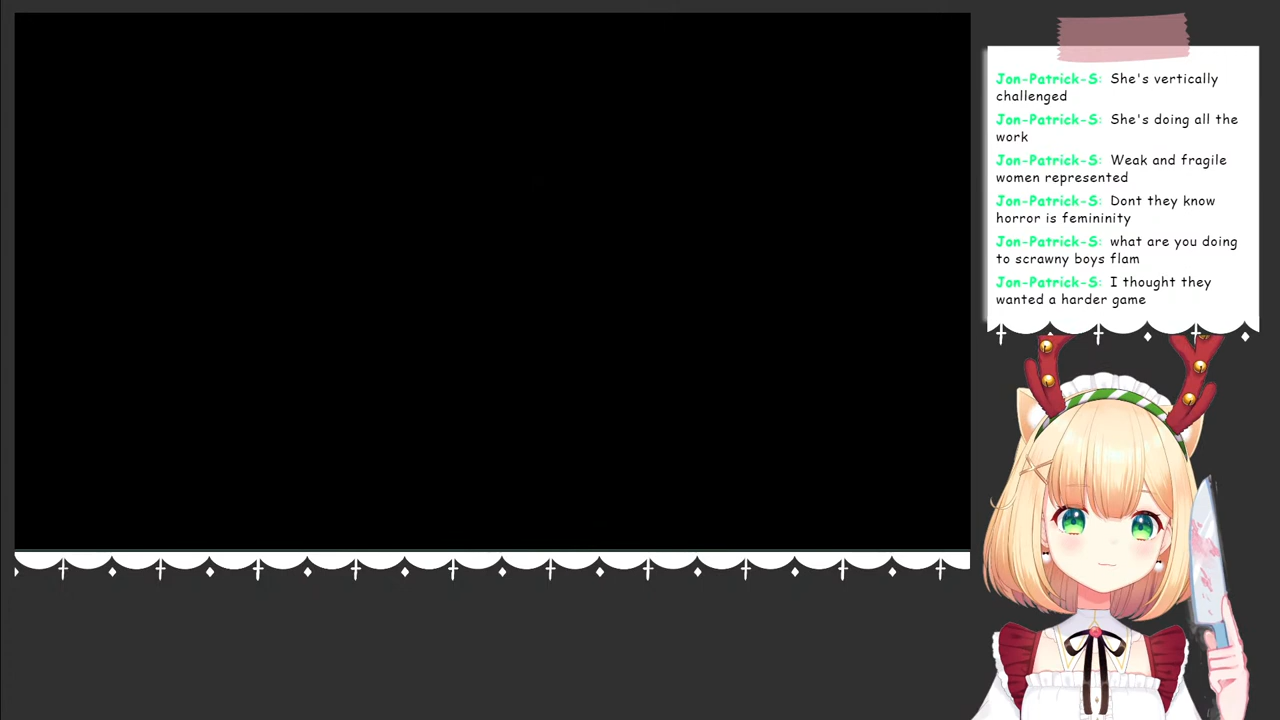 Jon-Patrick-S: She's vertically
challenged
Jon-Patrick-S: She's doing all the
work
Jon-Patrick-S: Weak and fragile
women represented
Jon-Patrick-S: Dont they know
horror is femininity
Jon-Patrick-S: what are you doing
to scrawny boys flam
Jon-Patrick-S: I thought they
wanted a harder game